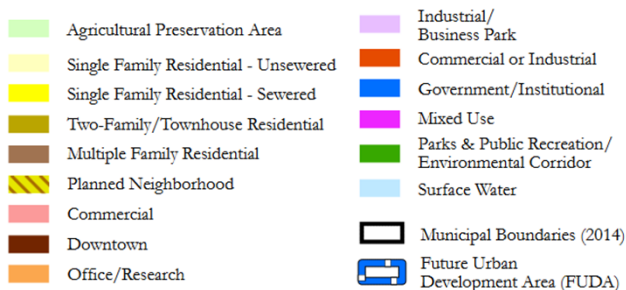 Agricultural Preservation Area
Single Family Residential - Unsewered
Single Family Residential - Sewered
Two-Family/Townhouse Residential
Multiple Family Residential
Planned Neighborhood
Commercial
Downtown
Office/Research
Industrial/
Business Park
Commercial or Industrial
Government/Institutional
Mixed Use
Parks & Public Recreation/
Environmental Corridor
Surface Water
Municipal Boundaries (2014)
Future Urban
Development Area (FUDA)